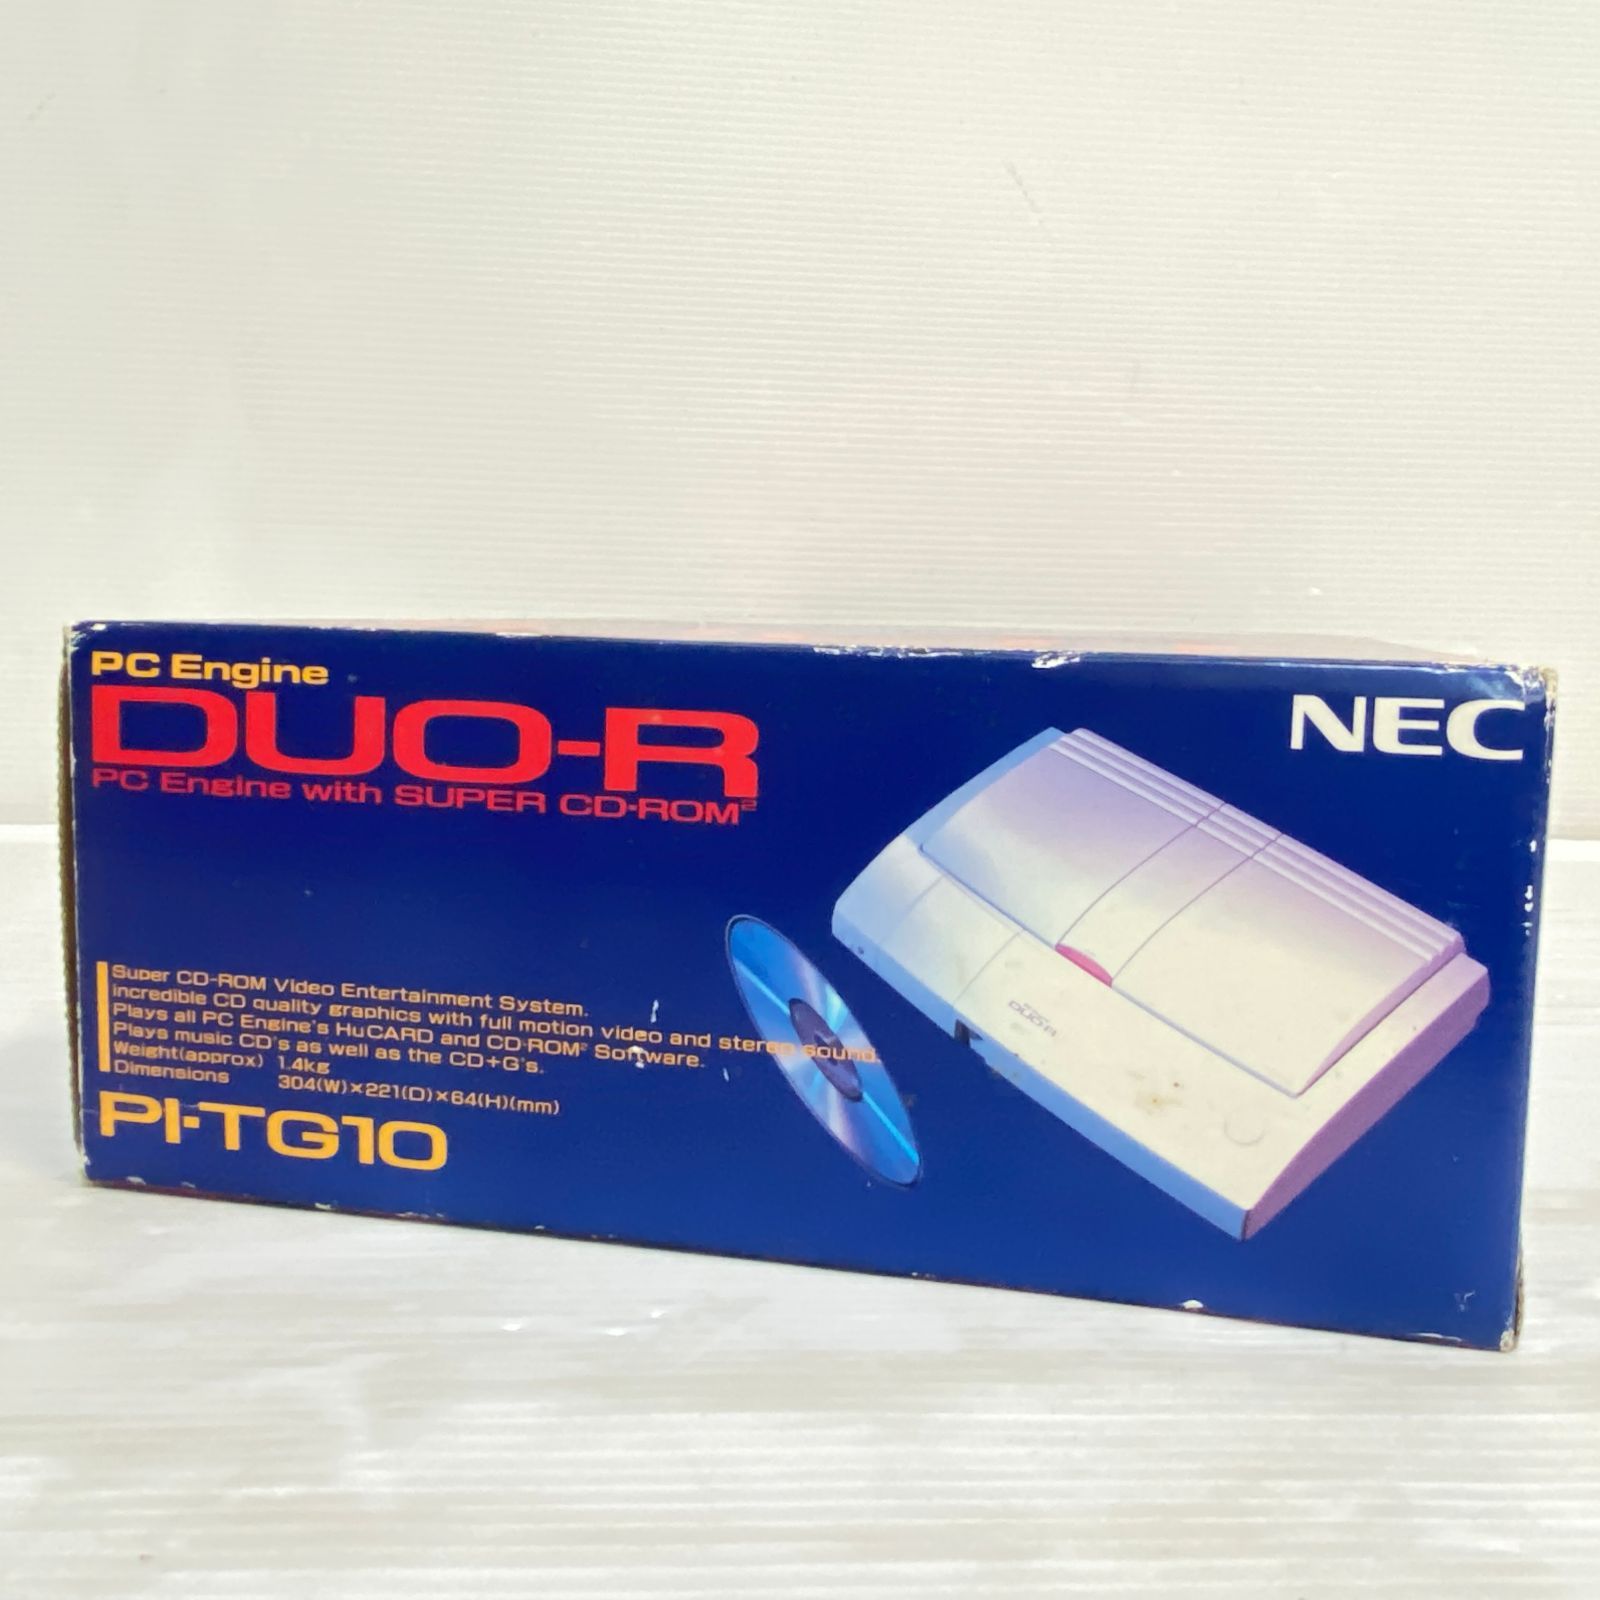 PC Engine
DUO-R
PC Engine with SUPER CD-ROM²
NEC
Super CD-ROM Video Entertainment System.
incredible CD quality graphics with full motion video and stereo sound.
Plays all PC Engine's HuCARD and CD-ROM² Software.
Plays music CD's as well as the CD+G's.
Weight(approx) 1.4kg
Dimensions 304(W)×221(D)×64(H)(mm)
PI-TG10
DUO-R